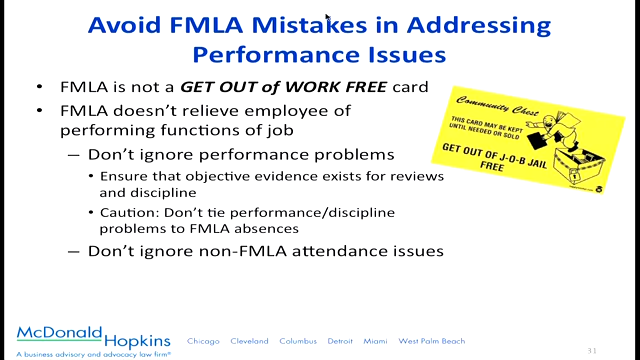 Avoid FMLA Mistakes in Addressing
Performance Issues
• FMLA is not a GET OUT of WORK FREE card
• FMLA doesn't relieve employee of
performing functions of job
– Don't ignore performance problems
• Ensure that objective evidence exists for reviews
and discipline
• Caution: Don't tie performance/discipline
problems to FMLA absences
– Don't ignore non-FMLA attendance issues
Community Chest
THIS CARD MAY BE KEPT
UNTIL NEEDED OR SOLD
GET OUT OF J-O-B JAIL
FREE
McDonald
Hopkins
A business advisory and advocacy law firm®
Chicago Cleveland Columbus Detroit Miami West Palm Beach
31